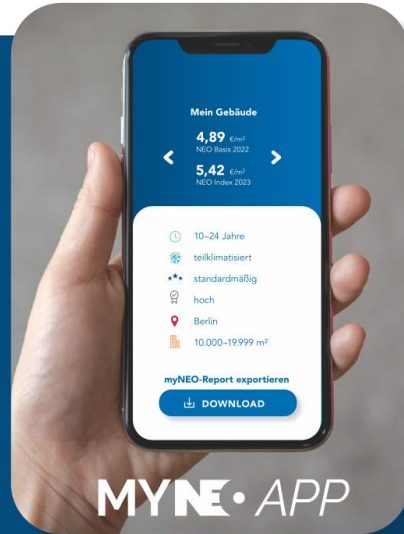 Mein Gebäude
4,89 €/m²
NEO Basis 2022
5,42 €/m²
NEO Index 2023
10–24 Jahre
teilklimatisiert
standardmäßig
hoch
Berlin
10.000–19.999 m²
myNEO-Report exportieren
DOWNLOAD
MYNE• APP